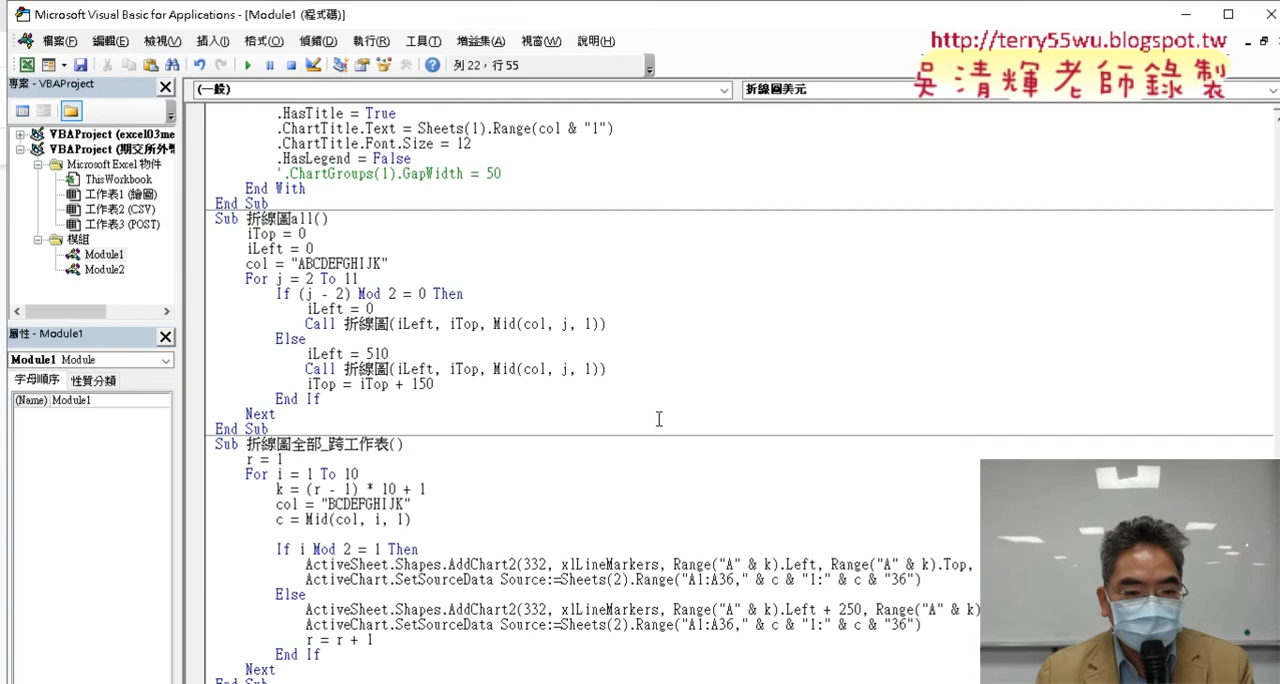 Microsoft Visual Basic for Applications - [Module1 (程式碼)]
檔案(F) 編輯(E) 檢視(V) 插入(I) 格式(O) 偵錯(D) 執行(R) 工具(T) 增益集(A) 視窗(W) 說明(H)
http://terry55wu.blogspot.tw
吳清輝老師錄製
列 22，行 55
專案 - VBAProject
(一般)
折線圖美元
VBAProject (excel03me
VBAProject (期交所外幣
Microsoft Excel 物件
ThisWorkbook
工作表1 (繪圖)
工作表2 (CSV)
工作表3 (POST)
模組
Module1
Module2
屬性 - Module1
Module1 Module
字母順序 性質分類
(Name) Module1
.HasTitle = True
.ChartTitle.Text = Sheets(1).Range(col & "1")
.ChartTitle.Font.Size = 12
.HasLegend = False
'.ChartGroups(1).GapWidth = 50
End With
End Sub
Sub 折線圖all()
iTop = 0
iLeft = 0
col = "ABCDEFGHIJK"
For j = 2 To 11
If (j - 2) Mod 2 = 0 Then
iLeft = 0
Call 折線圖(iLeft, iTop, Mid(col, j, 1))
Else
iLeft = 510
Call 折線圖(iLeft, iTop, Mid(col, j, 1))
iTop = iTop + 150
End If
Next
End Sub
Sub 折線圖全部_跨工作表()
r = 1
For i = 1 To 10
k = (r - 1) * 10 + 1
col = "BCDEFGHIJK"
c = Mid(col, i, 1)
If i Mod 2 = 1 Then
ActiveSheet.Shapes.AddChart2(332, xlLineMarkers, Range("A" & k).Left, Range("A" & k).Top,
ActiveChart.SetSourceData Source:=Sheets(2).Range("A1:A36," & c & "1:" & c & "36")
Else
ActiveSheet.Shapes.AddChart2(332, xlLineMarkers, Range("A" & k).Left + 250, Range("A" & k)
ActiveChart.SetSourceData Source:=Sheets(2).Range("A1:A36," & c & "1:" & c & "36")
r = r + 1
End If
Next
End Sub